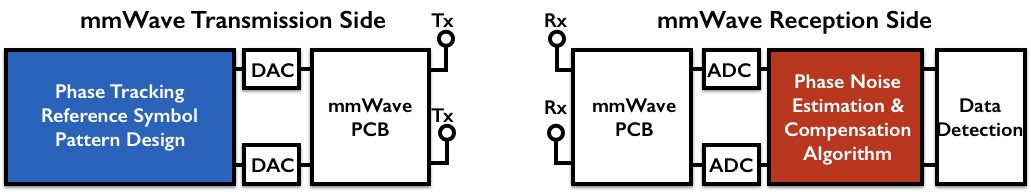 mmWave Transmission Side
Tx
DAC
Phase Tracking
Reference Symbol
Pattern Design
mmWave
PCB
Tx
DAC
mmWave Reception Side
Rx
ADC
mmWave
PCB
Rx
ADC
Phase Noise
Estimation &
Compensation
Algorithm
Data
Detection